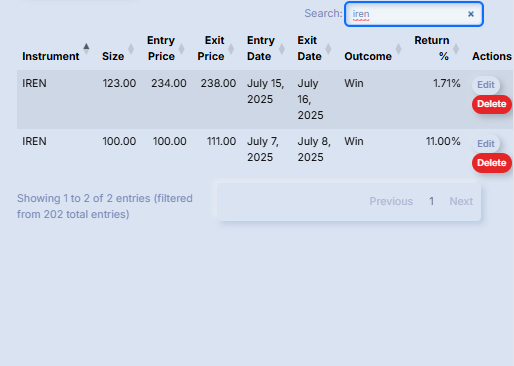 Search: iren ×
Instrument Size Entry Price Exit Price Entry Date Exit Date Outcome Return % Actions
IREN 123.00 234.00 238.00 July 15, 2025 July 16, 2025 Win 1.71% Edit Delete
IREN 100.00 100.00 111.00 July 7, 2025 July 8, 2025 Win 11.00% Edit Delete
Showing 1 to 2 of 2 entries (filtered
from 202 total entries)
Previous 1 Next